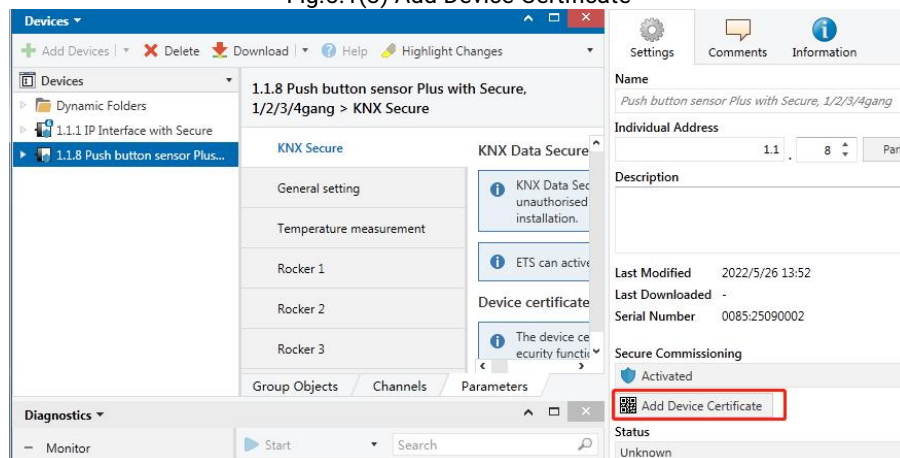 Devices
Add Devices
Delete
Download
Help
Highlight Changes
Devices
Dynamic Folders
1.1.1 IP Interface with Secure
1.1.8 Push button sensor Plus...
1.1.8 Push button sensor Plus with Secure,
1/2/3/4gang > KNX Secure
KNX Secure
General setting
Temperature measurement
Rocker 1
Rocker 2
Rocker 3
KNX Data Secure
KNX Data Sec
unauthorised
installation.
ETS can active
Device certificate
The device ce
ecurity functi
Group Objects
Channels
Parameters
Diagnostics
Monitor
Start
Search
Settings
Comments
Information
Name
Push button sensor Plus with Secure, 1/2/3/4gang
Individual Address
1.1 . 8
Par
Description
Last Modified 2022/5/26 13:52
Last Downloaded -
Serial Number 0085:25090002
Secure Commissioning
Activated
Add Device Certificate
Status
Unknown